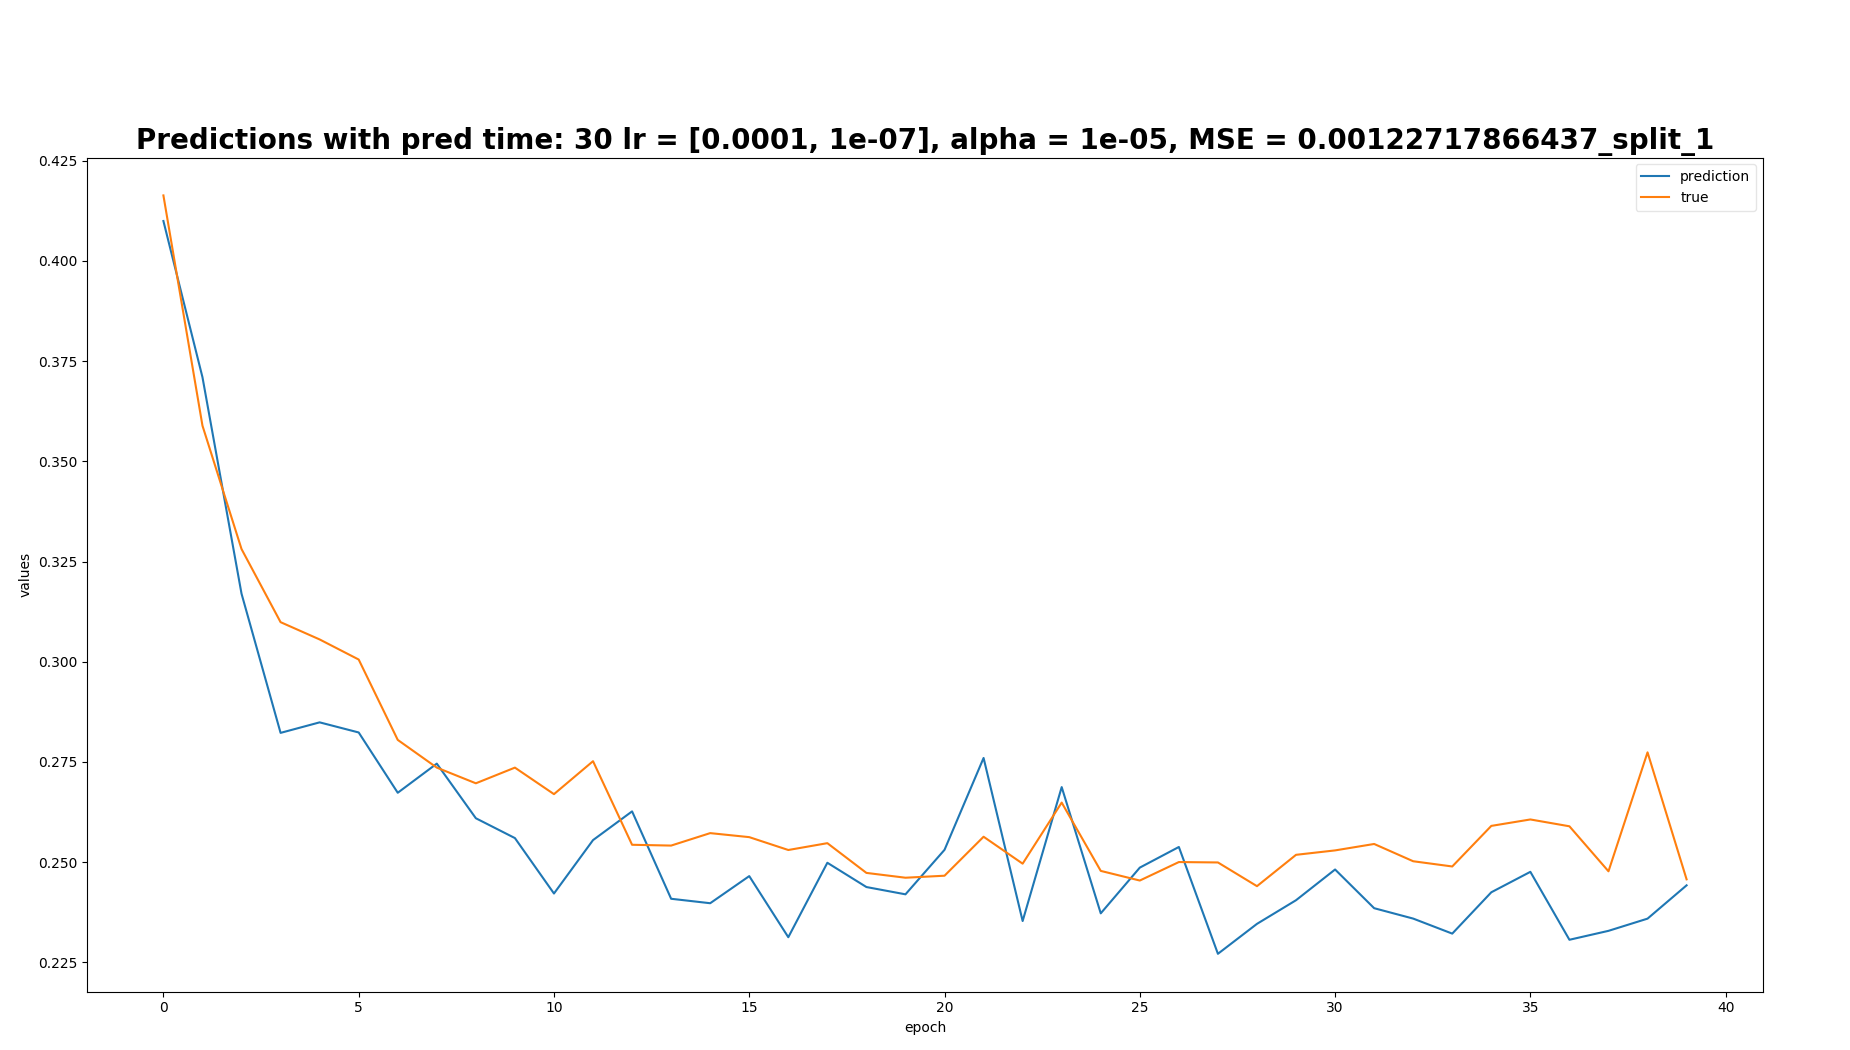 Predictions with pred time: 30 lr = [0.0001, 1e-07], alpha = 1e-05, MSE = 0.00122717866437_split_1
prediction
true
0.425
0.400
0.375
0.350
0.325
0.300
0.275
0.250
0.225
values
0 5 10 15 20 25 30 35 40
epoch